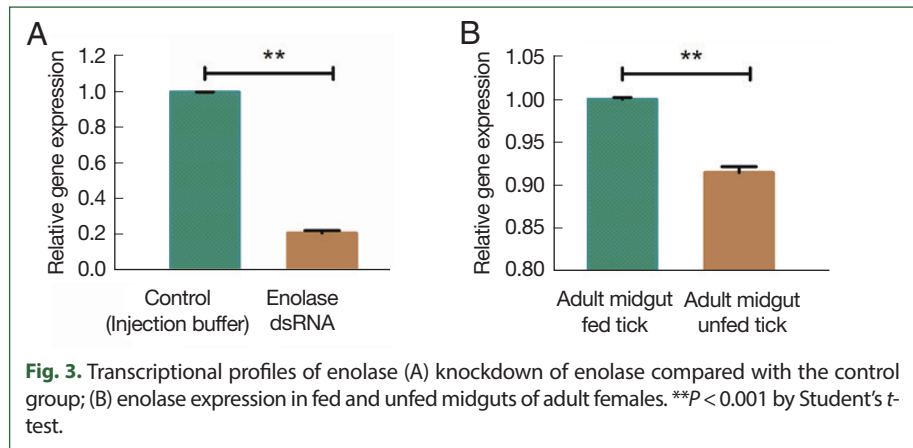 A
Relative gene expression
1.2
1.0
0.8
0.6
0.4
0.2
0.0
**
Control
(Injection buffer)
Enolase
dsRNA
B
Relative gene expression
1.05
1.00
0.95
0.90
0.85
0.80
**
Adult midgut
fed tick
Adult midgut
unfed tick
Fig. 3. Transcriptional profiles of enolase (A) knockdown of enolase compared with the control
group; (B) enolase expression in fed and unfed midguts of adult females. **P < 0.001 by Student’s t-
test.